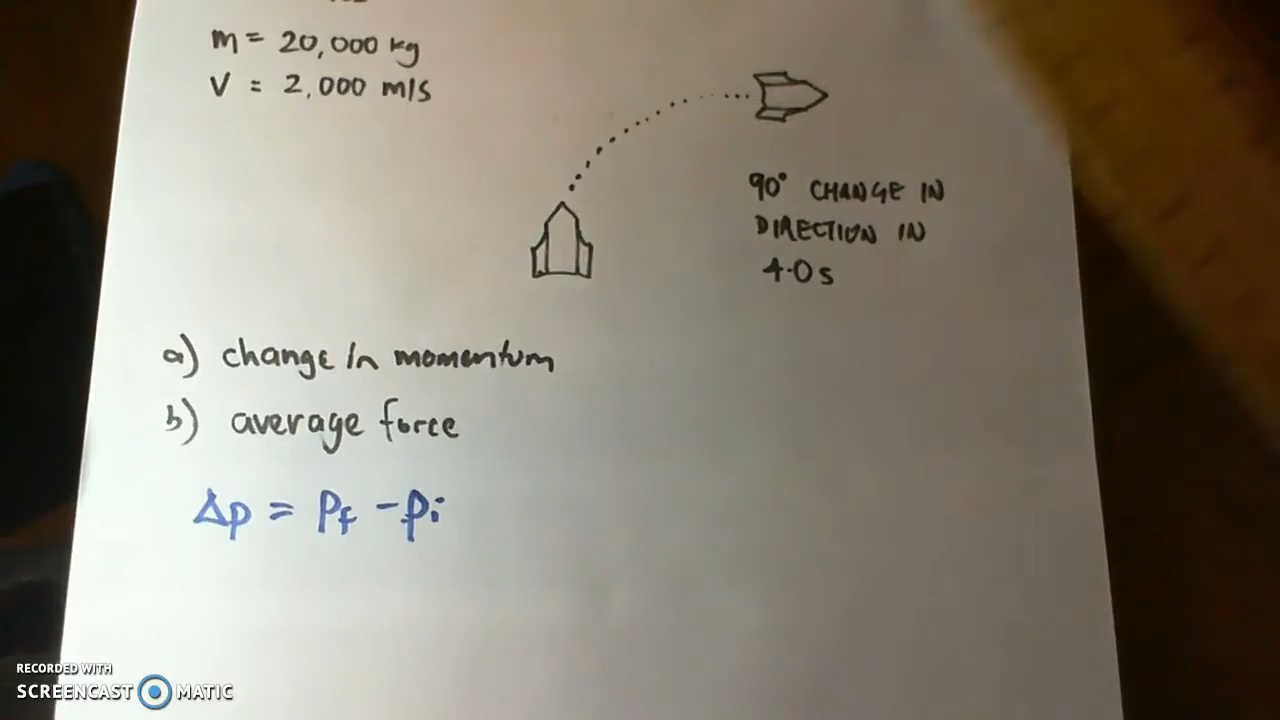 m = 20,000 kg
V = 2,000 m/s
90° CHANGE IN
DIRECTION IN
4.0s
a) change in momentum
b) average force
Δp = Pf - Pi
RECORDED WITH
SCREENCAST MATIC